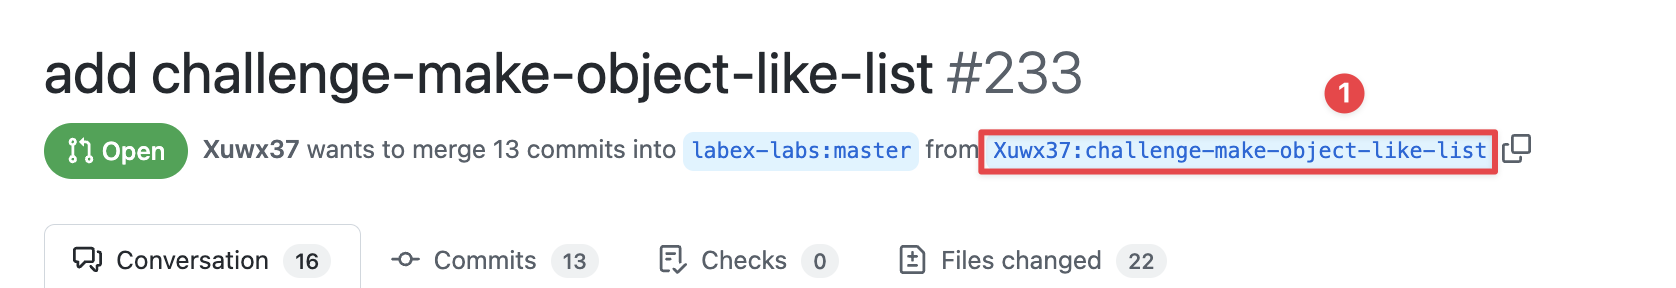 add challenge-make-object-like-list #233
1
Open Xuwx37 wants to merge 13 commits into labex-labs:master from Xuwx37:challenge-make-object-like-list
Conversation 16 Commits 13 Checks 0 Files changed 22